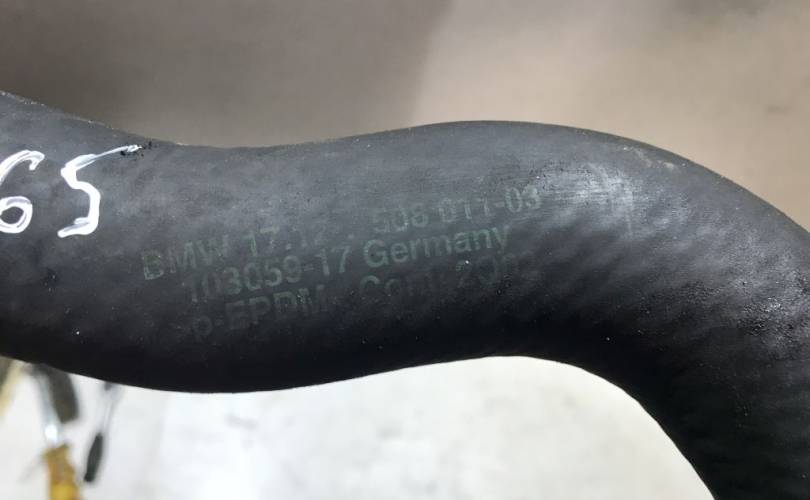 65
BMW 17.12 508 011-03
103059-17 Germany
p-EPDM Conti